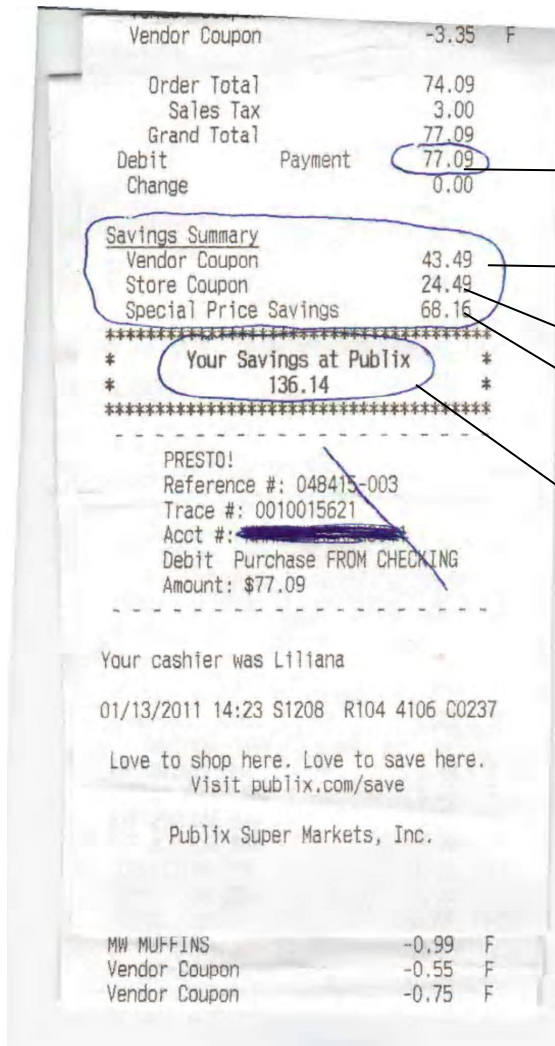 Vendor Coupon -3.35 F
Order Total 74.09
Sales Tax 3.00
Grand Total 77.09
Debit Payment 77.09
Change 0.00
Savings Summary
Vendor Coupon 43.49
Store Coupon 24.49
Special Price Savings 68.16
***************************************
* Your Savings at Publix *
* 136.14 *
***************************************
- - - - - - - - - - - - - - - - - - - -
PRESTO!
Reference #: 048415-003
Trace #: 0010015621
Acct #:
Debit Purchase FROM CHECKING
Amount: $77.09
- - - - - - - - - - - - - - - - - - - -
Your cashier was Liliana
01/13/2011 14:23 S1208 R104 4106 C0237
Love to shop here. Love to save here.
Visit publix.com/save
Publix Super Markets, Inc.
MW MUFFINS -0.99 F
Vendor Coupon -0.55 F
Vendor Coupon -0.75 F